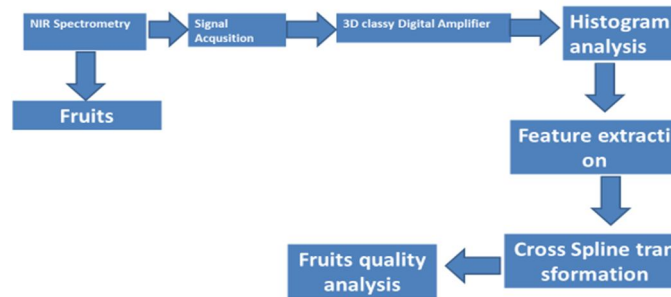 NIR Spectrometry
Signal
Acqusition
3D classy Digital Amplifier
Histogram
analysis
Fruits
Feature extracti
on
Cross Spline tran
sformation
Fruits quality
analysis